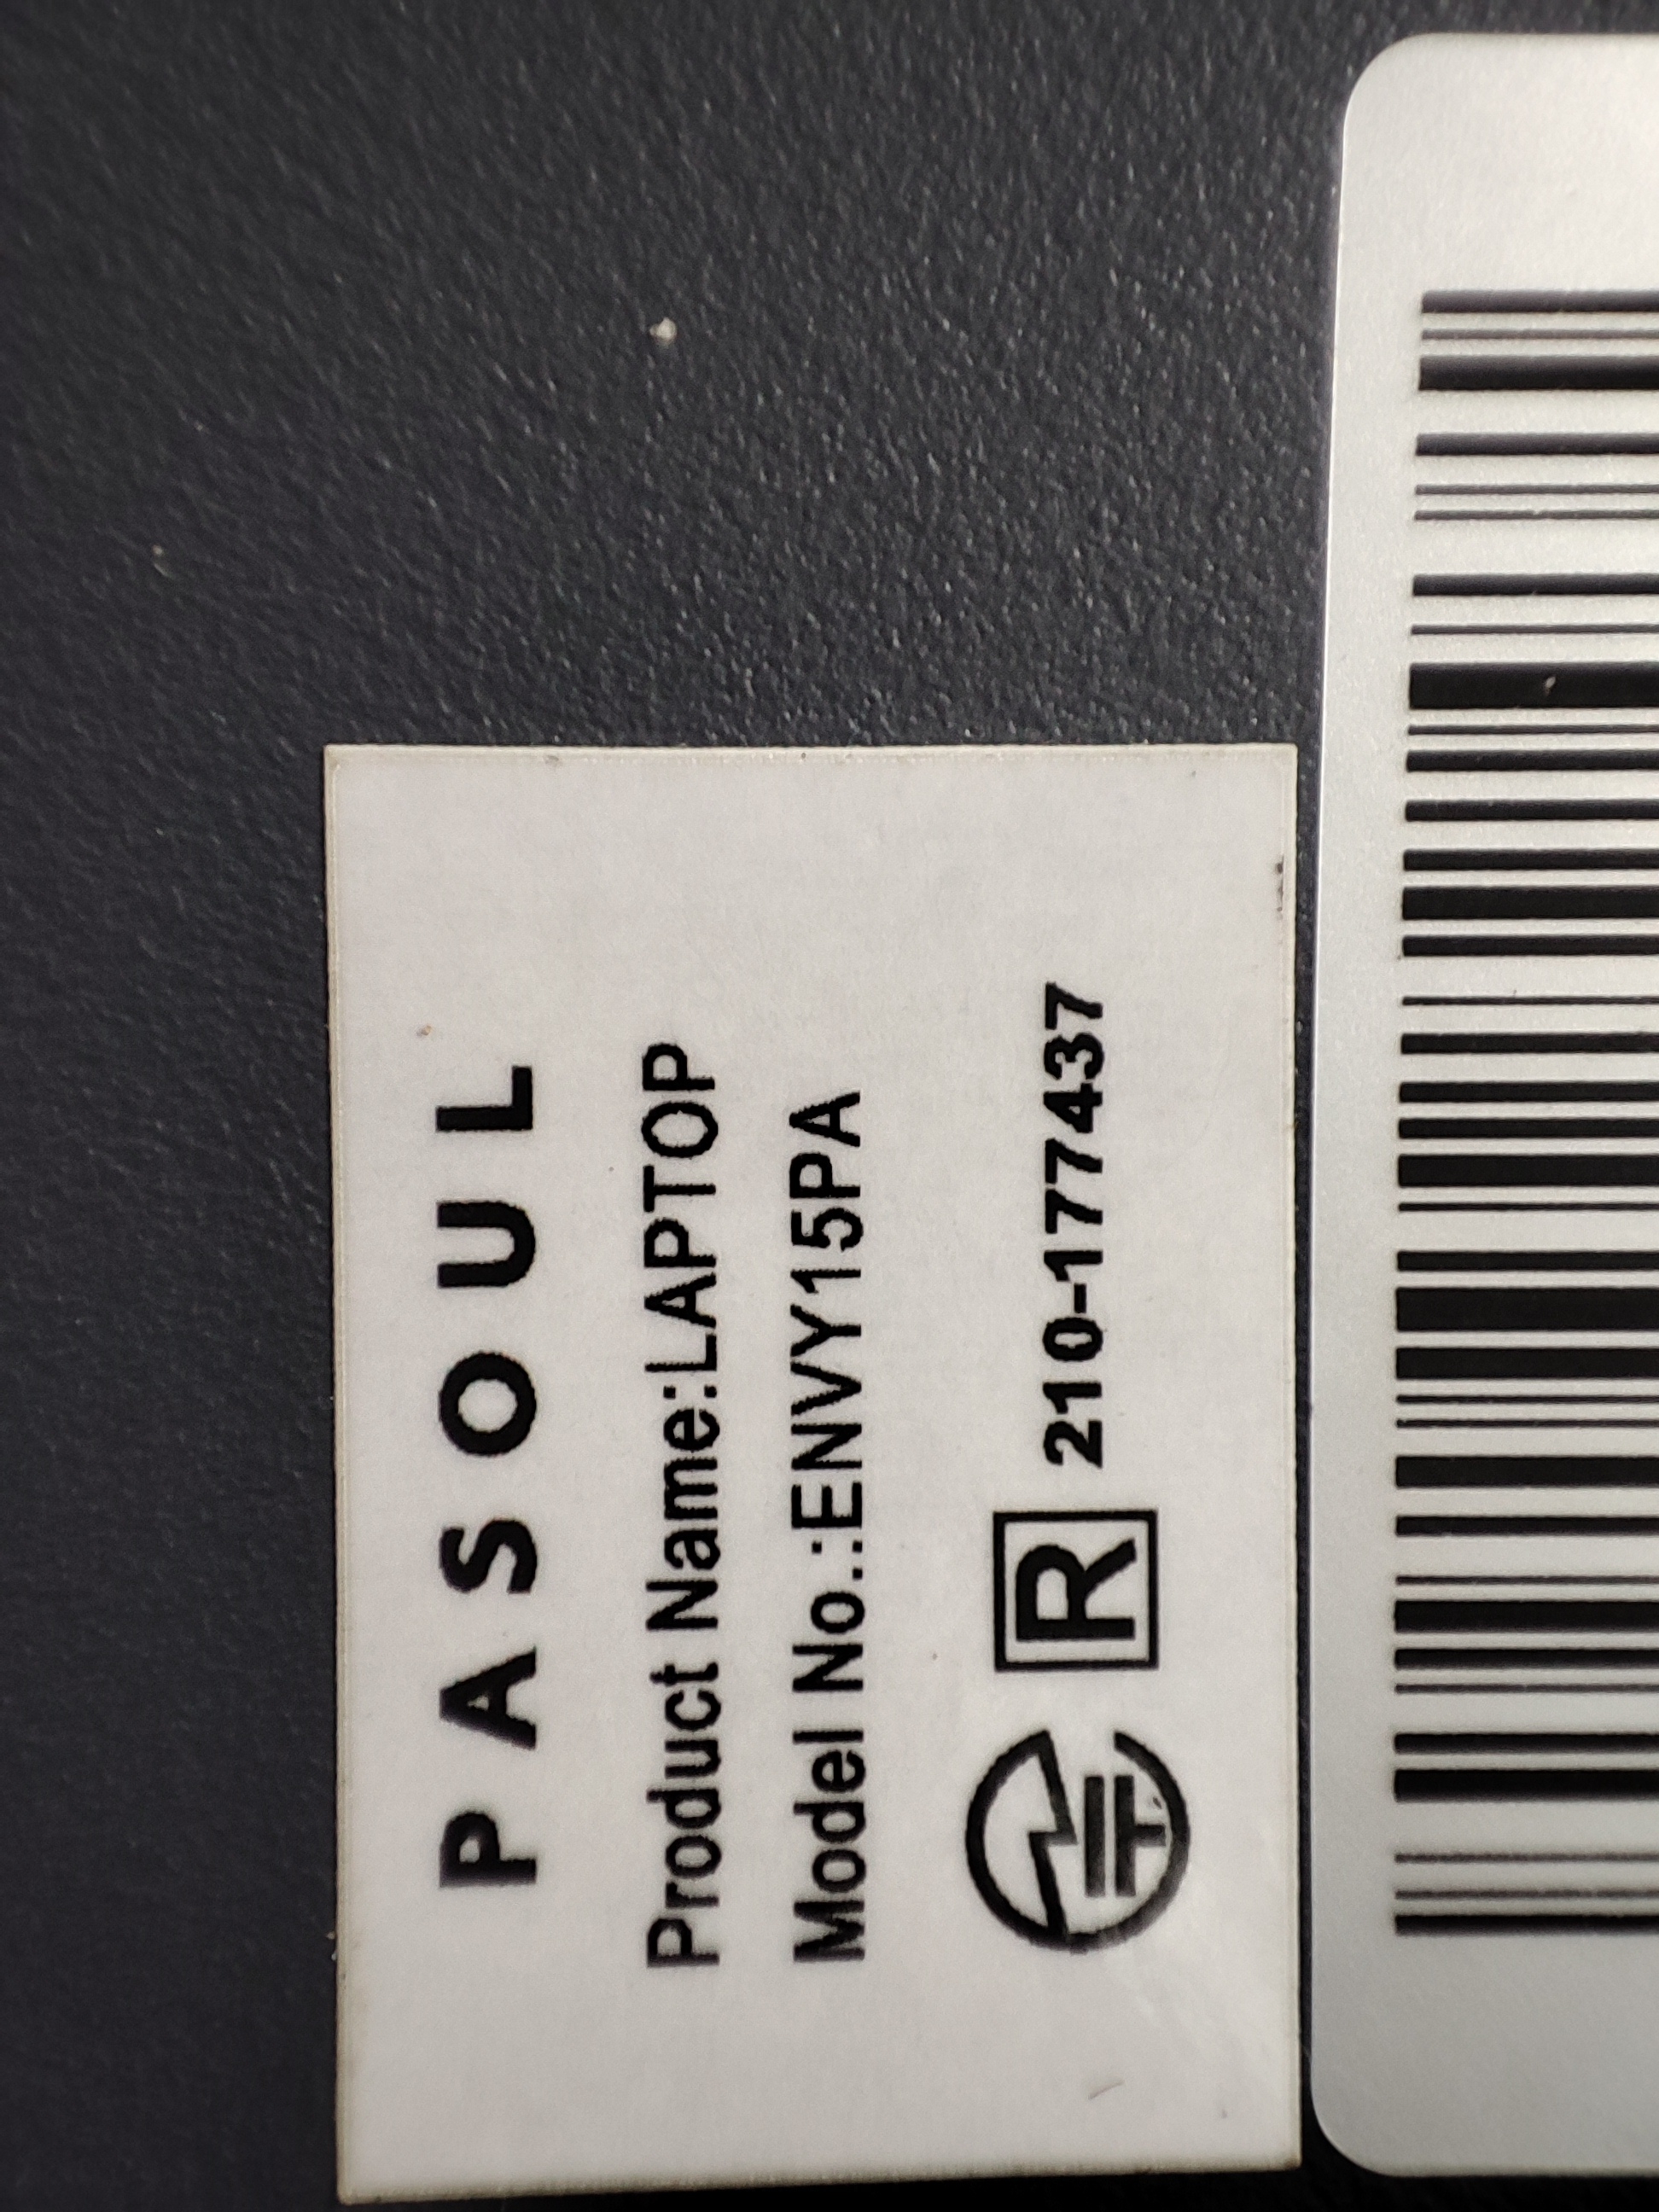 PASOUL
Product Name:LAPTOP
Model No.:ENVY15PA
R 210-177437